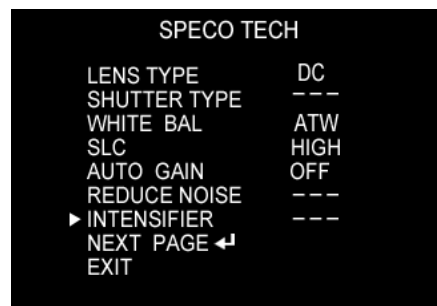 SPECO TECH
LENS TYPE DC
SHUTTER TYPE ---
WHITE BAL ATW
SLC HIGH
AUTO GAIN OFF
REDUCE NOISE ---
▶ INTENSIFIER ---
NEXT PAGE ↵
EXIT